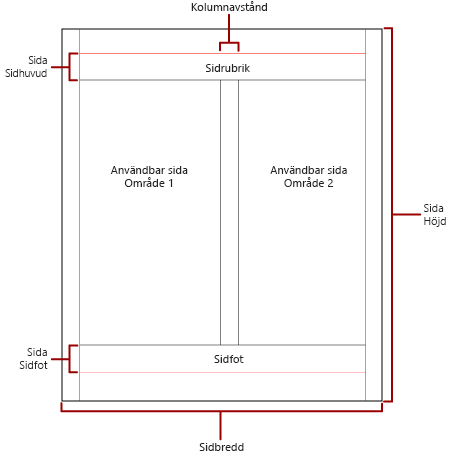 Kolumnavstånd
Sida
Sidhuvud
Sidrubrik
Användbar sida
Område 1
Användbar sida
Område 2
Sida
Höjd
Sida
Sidfot
Sidfot
Sidbredd